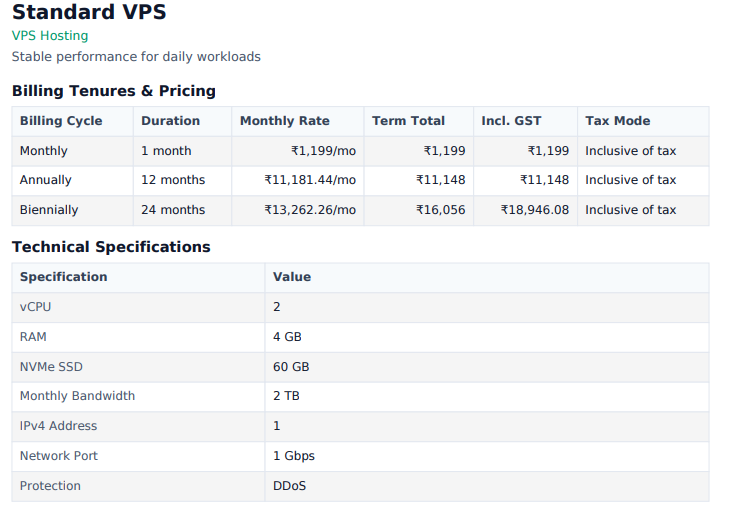 Standard VPS
VPS Hosting
Stable performance for daily workloads
Billing Tenures & Pricing
Billing Cycle Duration Monthly Rate Term Total Incl. GST Tax Mode
Monthly 1 month ₹1,199/mo ₹1,199 ₹1,199 Inclusive of tax
Annually 12 months ₹11,181.44/mo ₹11,148 ₹11,148 Inclusive of tax
Biennially 24 months ₹13,262.26/mo ₹16,056 ₹18,946.08 Inclusive of tax
Technical Specifications
Specification Value
vCPU 2
RAM 4 GB
NVMe SSD 60 GB
Monthly Bandwidth 2 TB
IPv4 Address 1
Network Port 1 Gbps
Protection DDoS